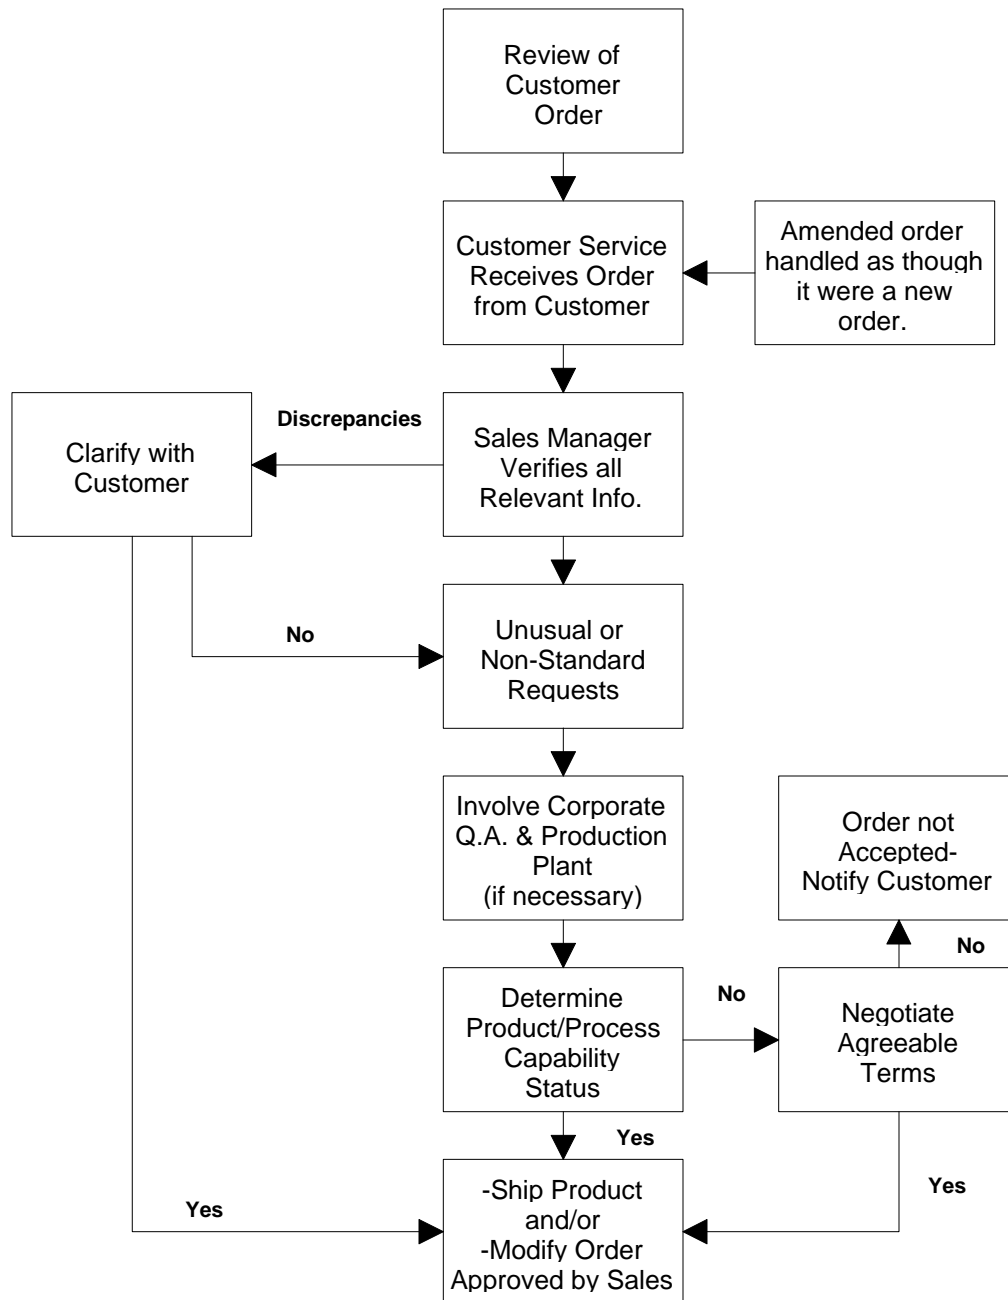 Review of
Customer
Order
Customer Service
Receives Order
from Customer
Amended order
handled as though
it were a new
order.
Discrepancies
Clarify with
Customer
Sales Manager
Verifies all
Relevant Info.
No
Unusual or
Non-Standard
Requests
Involve Corporate
Q.A. & Production
Plant
(if necessary)
Order not
Accepted-
Notify Customer
No
No
Determine
Product/Process
Capability
Status
Negotiate
Agreeable
Terms
Yes
Yes
Yes
-Ship Product
and/or
-Modify Order
Approved by Sales